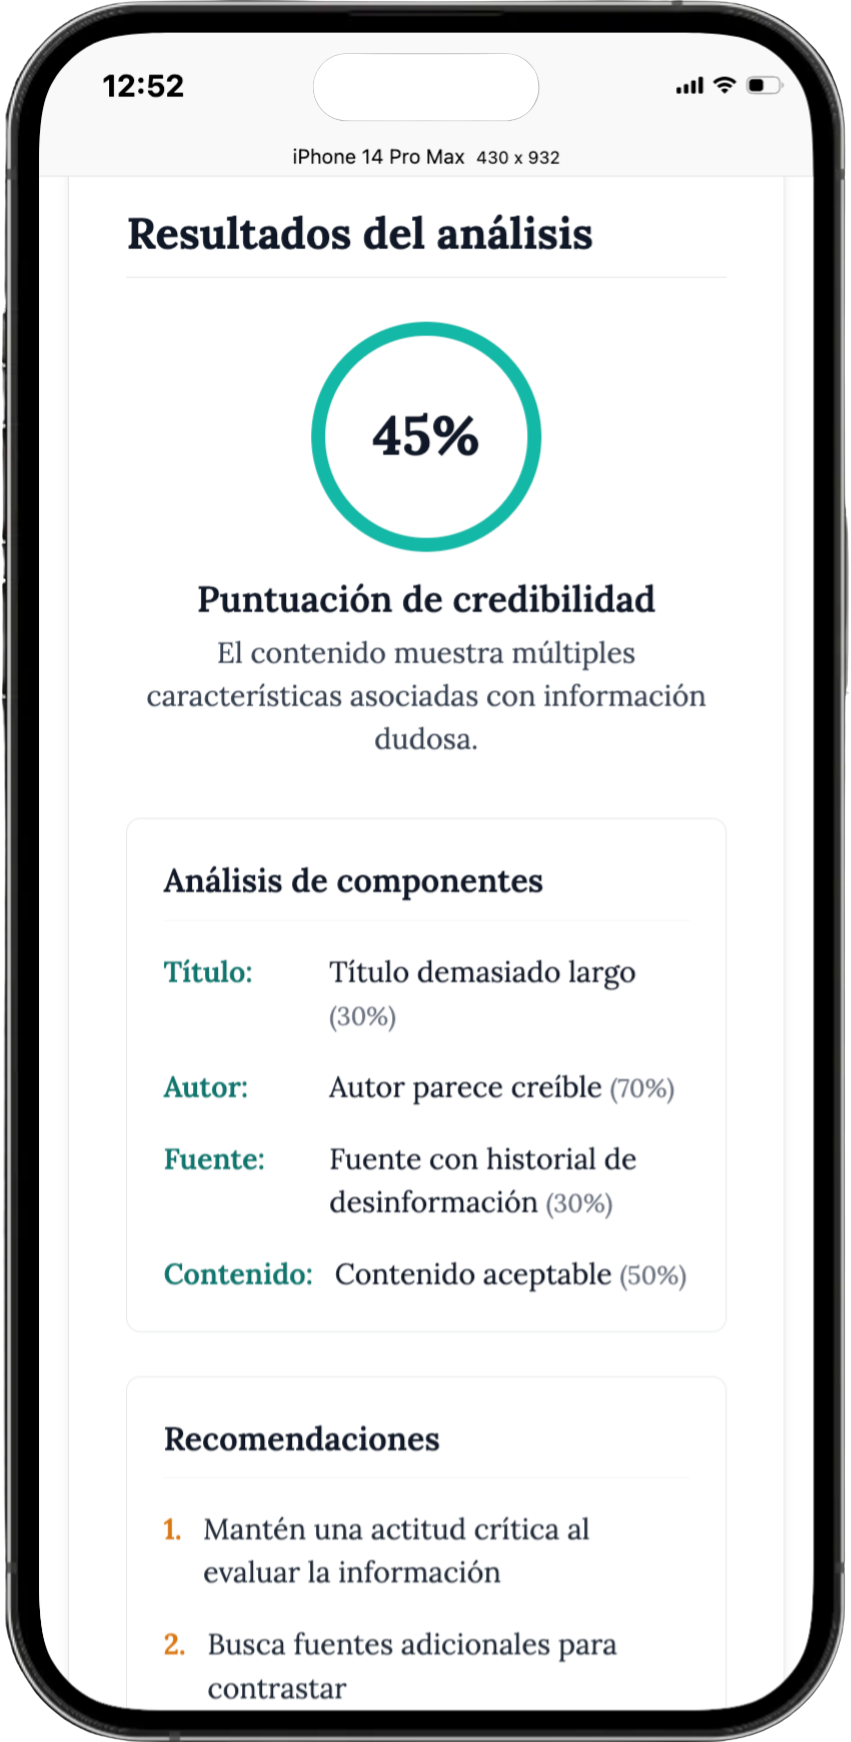 12:52
iPhone 14 Pro Max 430 x 932
Resultados del análisis
45%
Puntuación de credibilidad
El contenido muestra múltiples
características asociadas con información
dudosa.
Análisis de componentes
Título: Título demasiado largo
(30%)
Autor: Autor parece creíble (70%)
Fuente: Fuente con historial de
desinformación (30%)
Contenido: Contenido aceptable (50%)
Recomendaciones
1. Mantén una actitud crítica al
evaluar la información
2. Busca fuentes adicionales para
contrastar